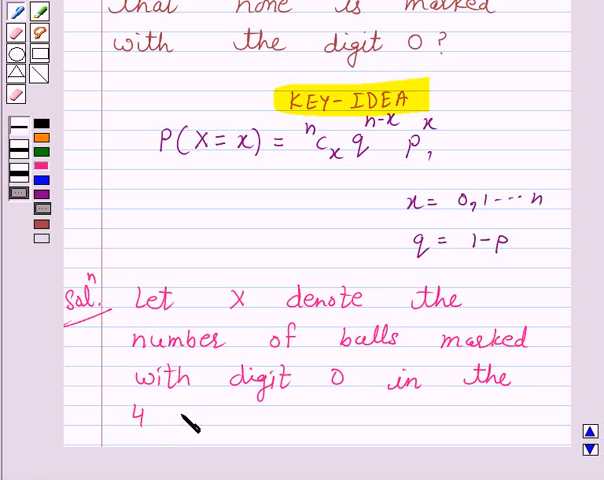 that none is marked
with the digit 0?
KEY-IDEA
P(X=x) = ⁿCₓ qⁿ⁻ˣ pˣ,
x = 0,1---n
q = 1-p
Solⁿ. Let X denote the
number of balls marked
with digit 0 in the
4